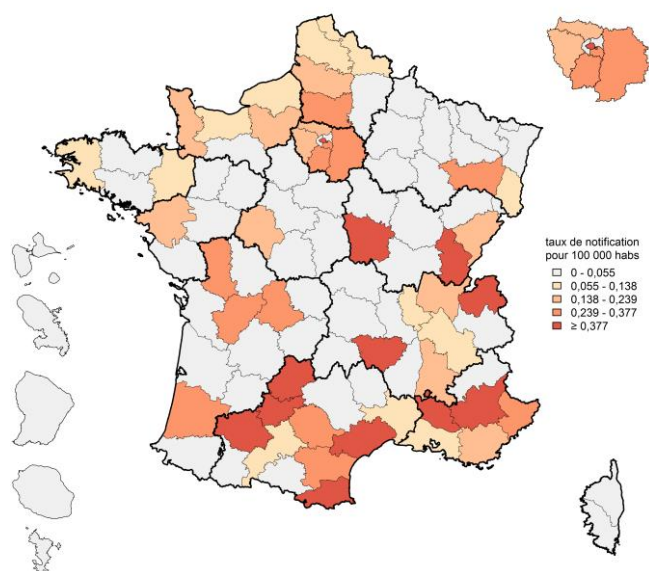 taux de notification
pour 100 000 habs
0 - 0,055
0,055 - 0,138
0,138 - 0,239
0,239 - 0,377
≥ 0,377